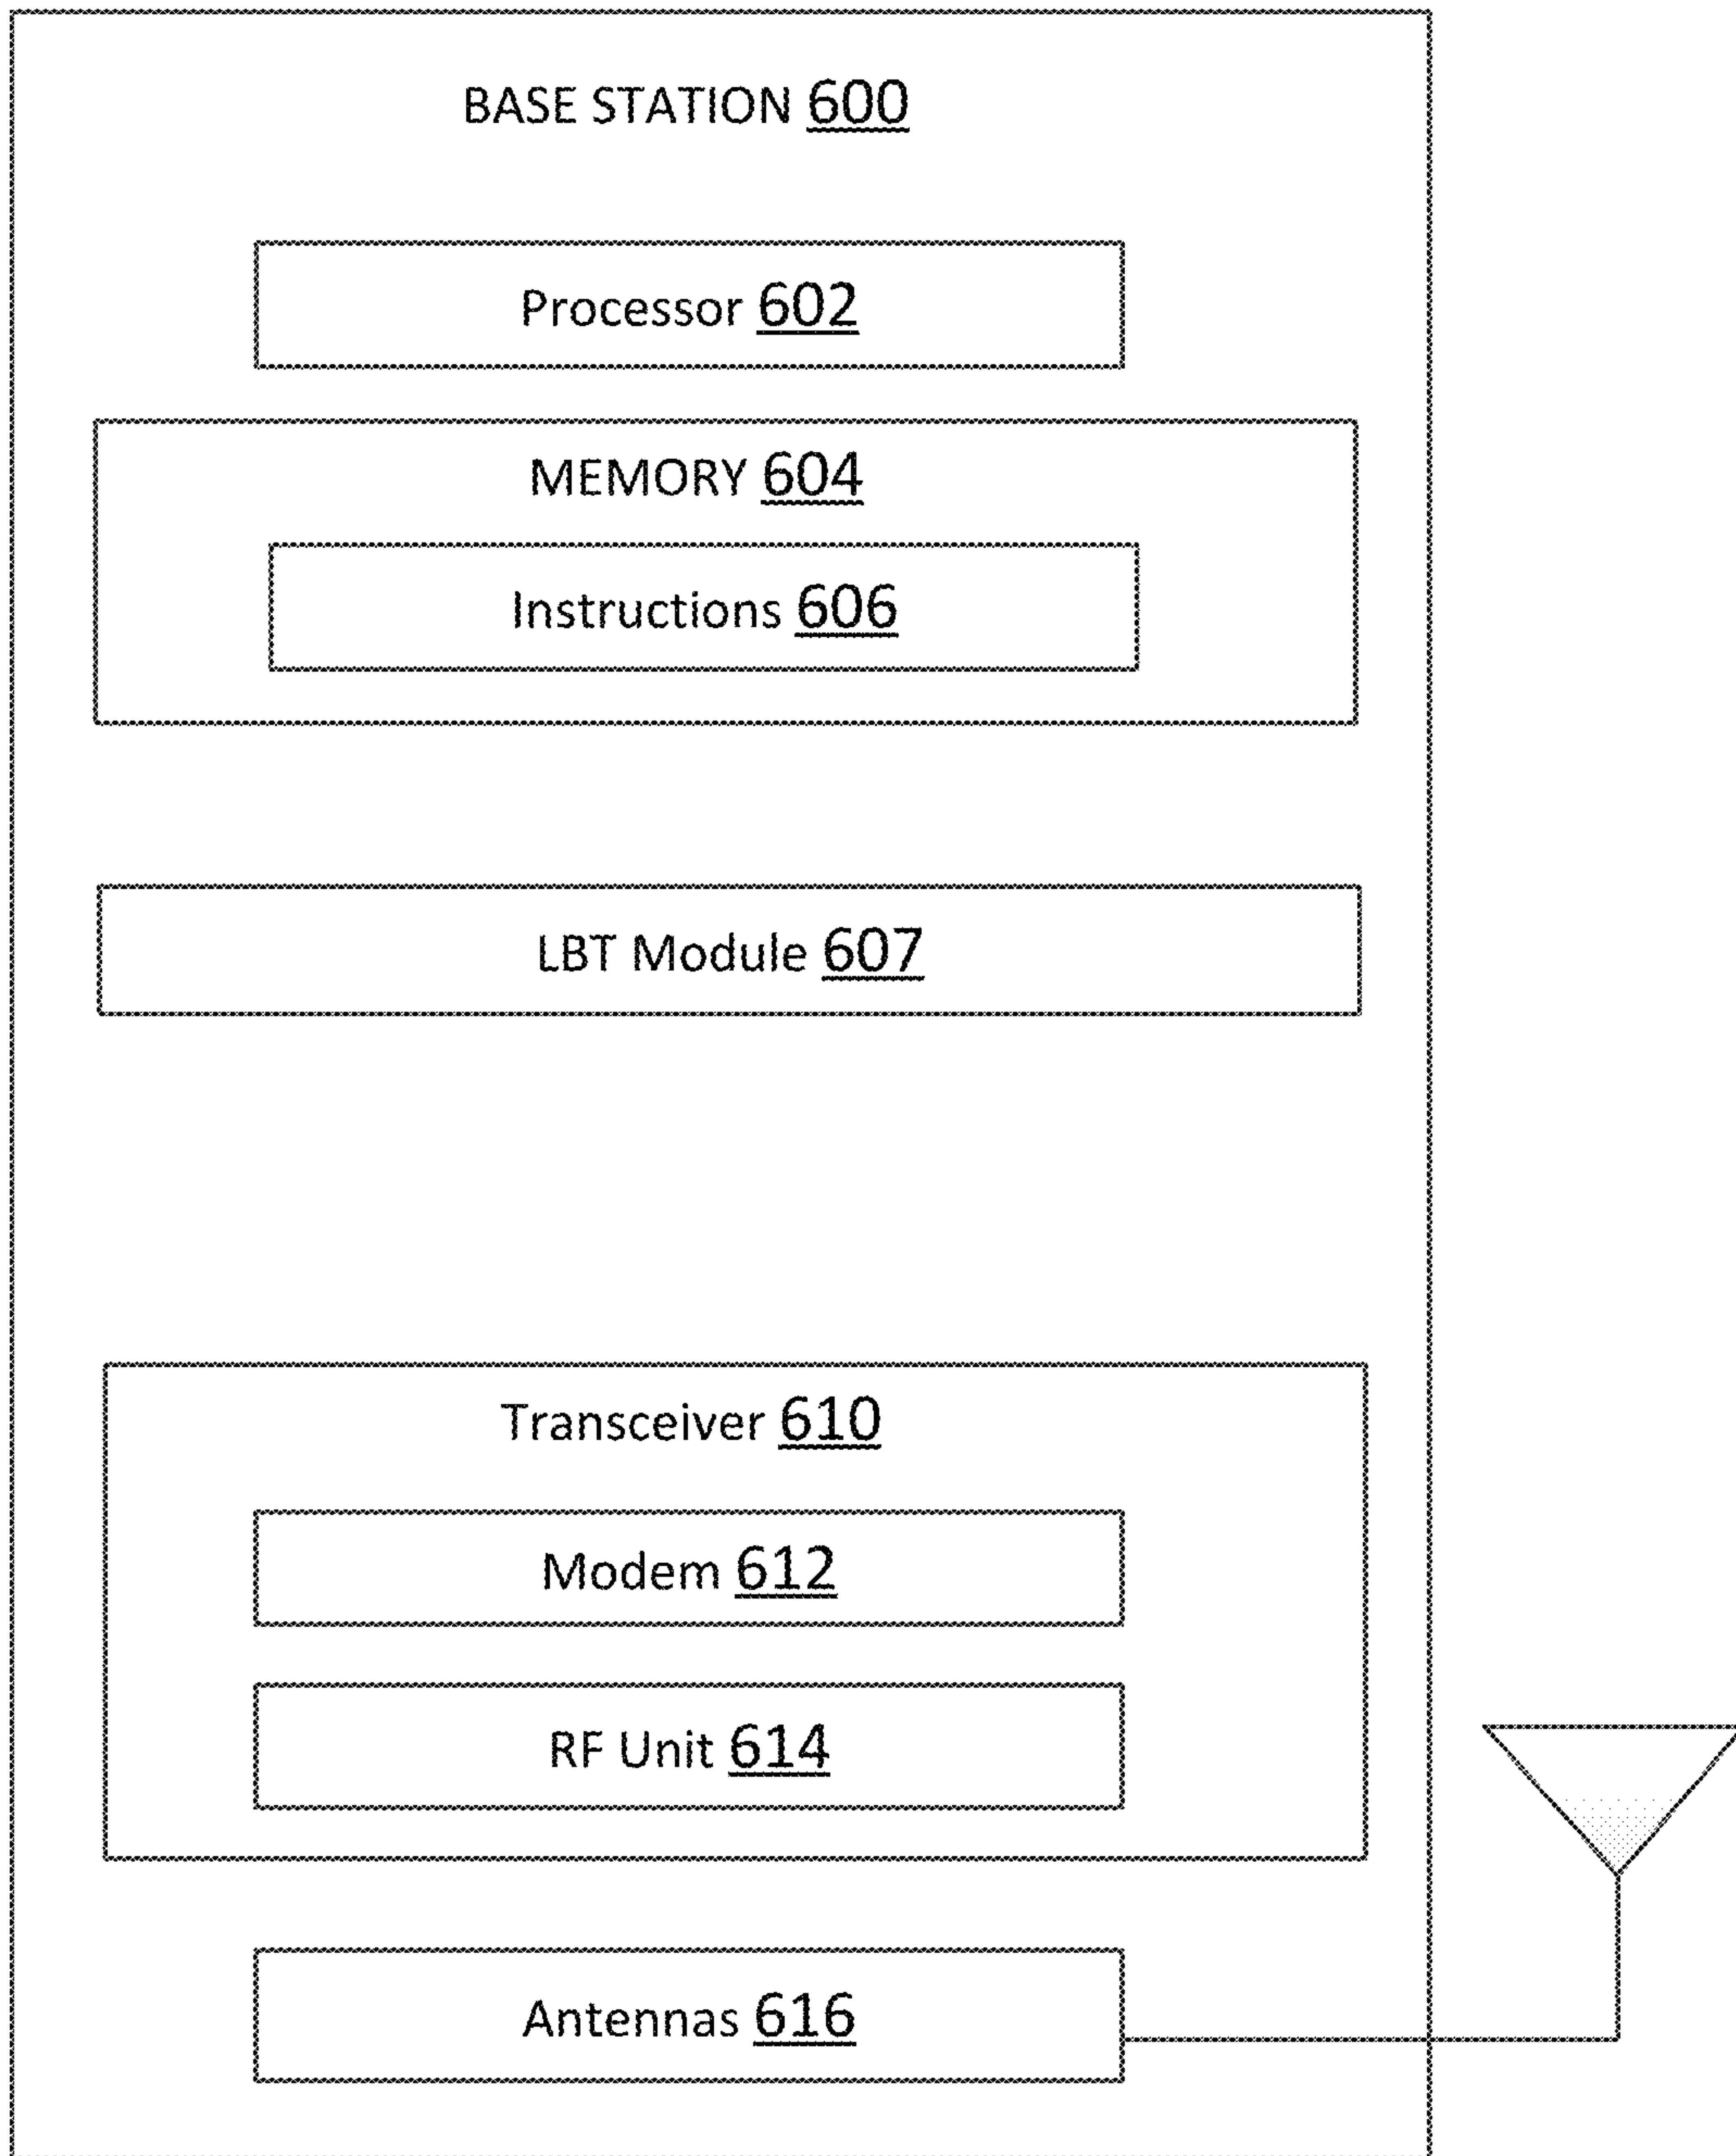 BASE STATION 600
Processor 602
MEMORY 604
Instructions 606
LBT Module 607
Transceiver 610
Modem 612
RF Unit 614
Antennas 616